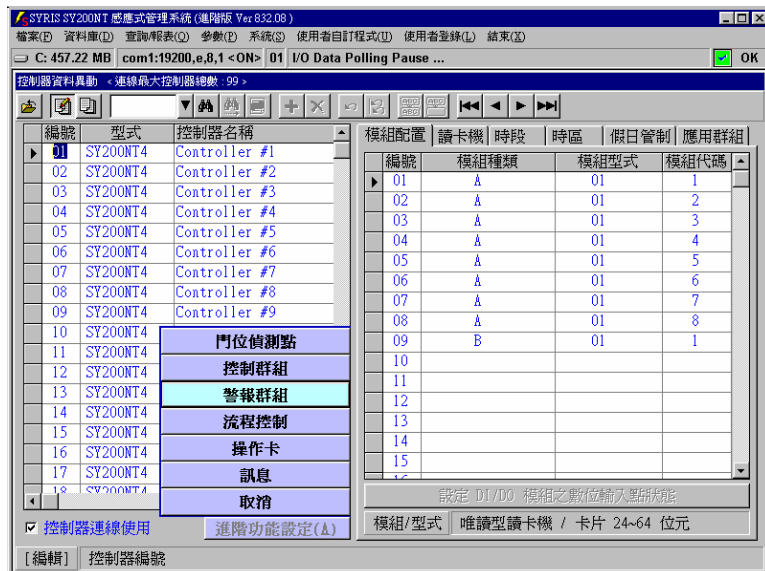 SYRIS SY200NT 感應式管理系統 (進階版 Ver 832.08 )
檔案(F) 資料庫(D) 查詢/報表(Q) 參數(P) 系統(S) 使用者自訂程式(U) 使用者登錄(L) 結束(X)
C: 457.22 MB com1:19200,e,8,1 <ON> 01 I/O Data Polling Pause ... OK
控制器資料異動 < 連線最大控制器總數 : 99 >
編號 型式 控制器名稱
01 SY200NT4 Controller #1
02 SY200NT4 Controller #2
03 SY200NT4 Controller #3
04 SY200NT4 Controller #4
05 SY200NT4 Controller #5
06 SY200NT4 Controller #6
07 SY200NT4 Controller #7
08 SY200NT4 Controller #8
09 SY200NT4 Controller #9
10 SY200NT4
11 SY200NT4
12 SY200NT4
13 SY200NT4
14 SY200NT4
15 SY200NT4
16 SY200NT4
17 SY200NT4
18 SY200NT4
門位偵測點
控制群組
警報群組
流程控制
操作卡
訊息
取消
控制器連線使用
進階功能設定(A)
模組配置 讀卡機 時段 時區 假日管制 應用群組
編號 模組種類 模組型式 模組代碼
01 A 01 1
02 A 01 2
03 A 01 3
04 A 01 4
05 A 01 5
06 A 01 6
07 A 01 7
08 A 01 8
09 B 01 1
10
11
12
13
14
15
16
設定 DI/DO 模組之數位輸入點狀態
模組/型式 唯讀型讀卡機 / 卡片 24~64 位元
[編輯] 控制器編號